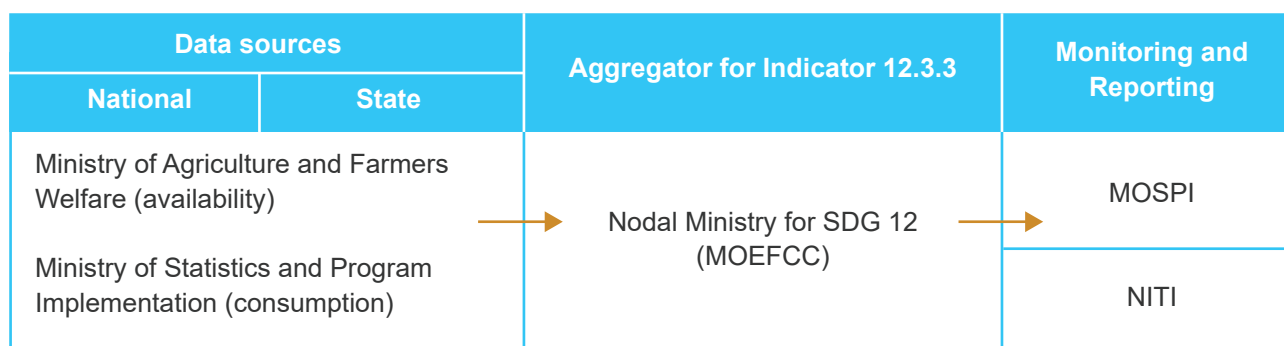 Data sources
National
State
Aggregator for Indicator 12.3.3
Monitoring and
Reporting
Ministry of Agriculture and Farmers
Welfare (availability)
Ministry of Statistics and Program
Implementation (consumption)
Nodal Ministry for SDG 12
(MOEFCC)
MOSPI
NITI